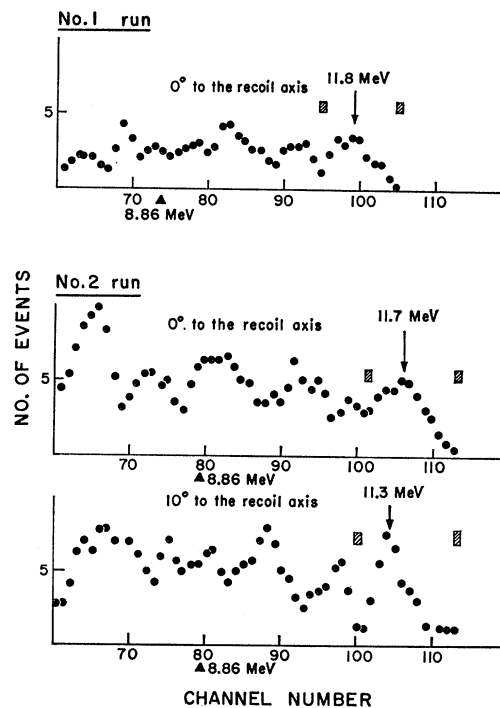 No.1 run
0° to the recoil axis
11.8 MeV
5
70 80 90 100 110
8.86 MeV
No.2 run
0°. to the recoil axis
11.7 MeV
5
70 80 90 100 110
8.86 MeV
10° to the recoil axis
11.3 MeV
5
70 80 90 100 110
8.86 MeV
NO. OF EVENTS
CHANNEL NUMBER